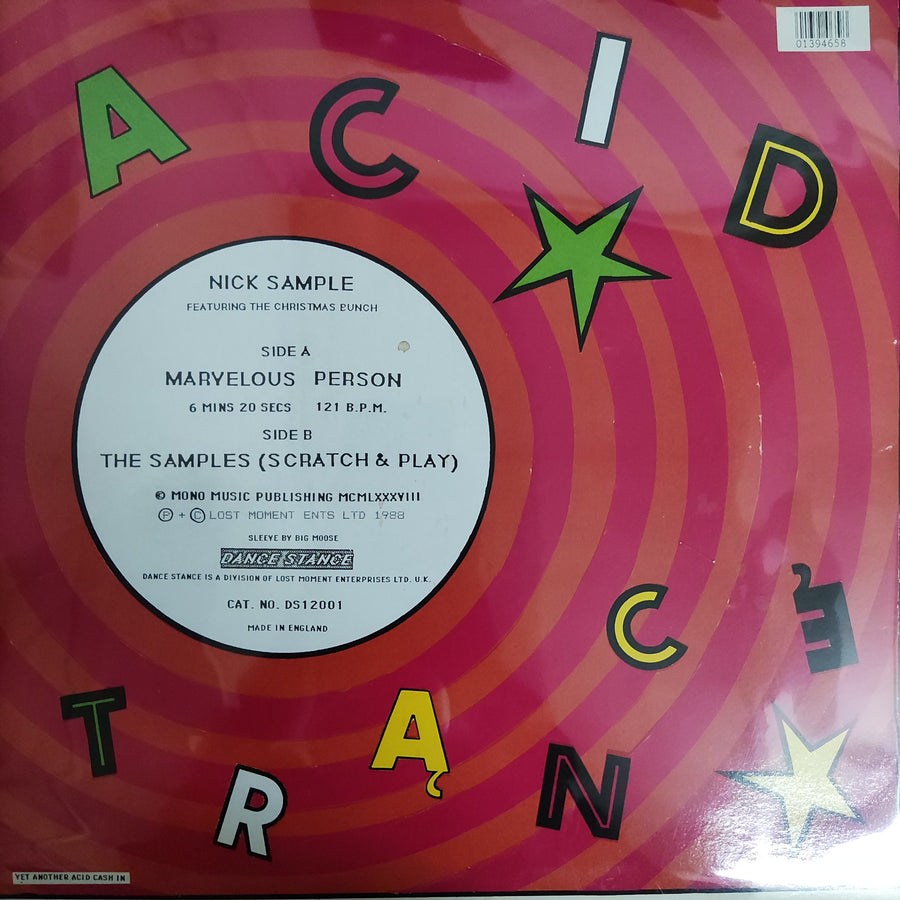 01394658
ACID
NICK SAMPLE
FEATURING THE CHRISTMAS BUNCH
SIDE A
MARVELOUS PERSON
6 MINS 20 SECS 121 B.P.M.
SIDE B
THE SAMPLES (SCRATCH & PLAY)
© MONO MUSIC PUBLISHING MCMLXXXVIII
Ⓟ + Ⓒ LOST MOMENT ENTS LTD 1988
SLEEVE BY BIG MOOSE
DANCE STANCE
DANCE STANCE IS A DIVISION OF LOST MOMENT ENTERPRISES LTD. U.K.
CAT. NO. DS12001
MADE IN ENGLAND
TRANCE
YET ANOTHER ACID CASH IN